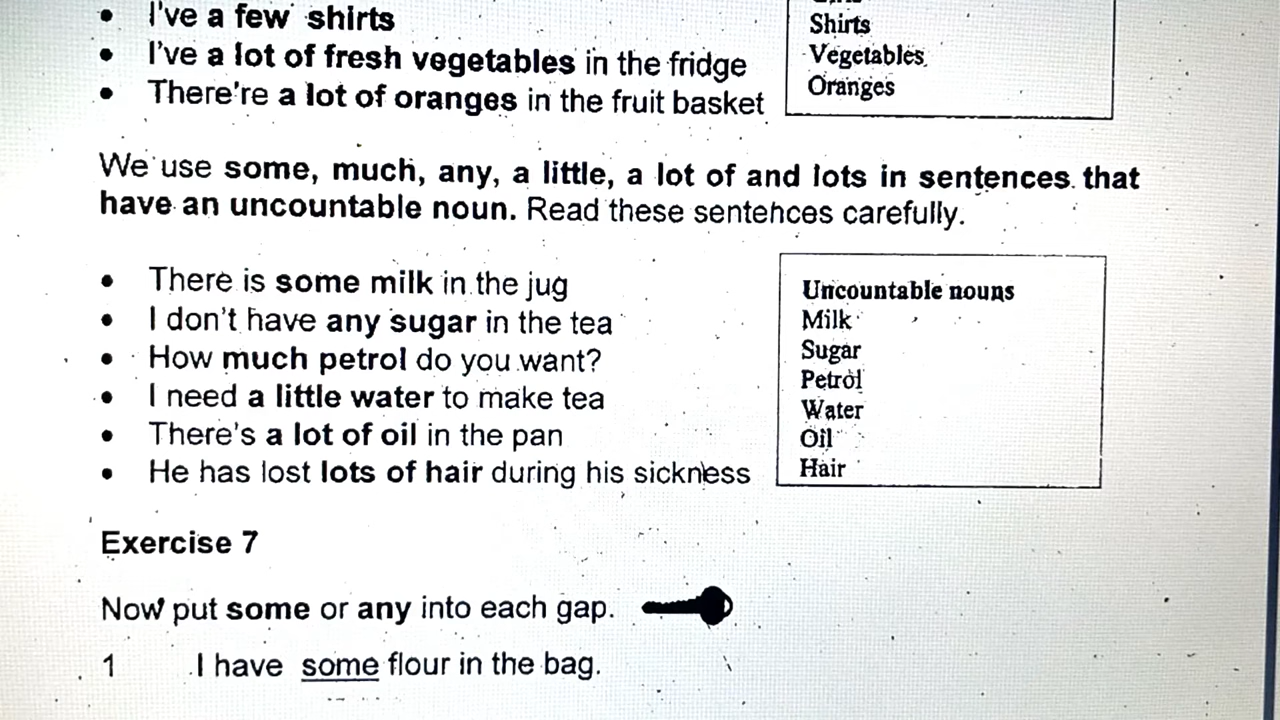 I've a few shirts
I've a lot of fresh vegetables in the fridge
There're a lot of oranges in the fruit basket
Shirts
Vegetables
Oranges
We use some, much, any, a little, a lot of and lots in sentences that
have an uncountable noun. Read these sentences carefully.
There is some milk in the jug
I don't have any sugar in the tea
How much petrol do you want?
I need a little water to make tea
There's a lot of oil in the pan
He has lost lots of hair during his sickness
Uncountable nouns
Milk
Sugar
Petrol
Water
Oil
Hair
Exercise 7
Now put some or any into each gap.
1 I have some flour in the bag.